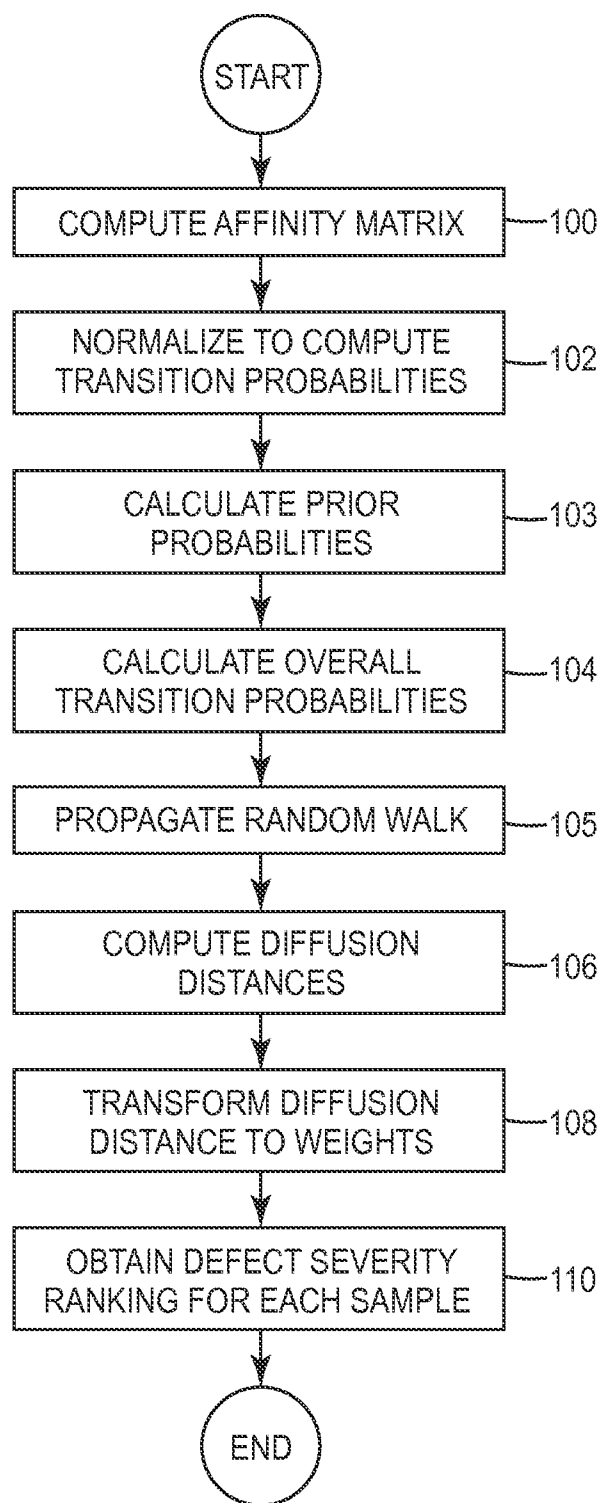 START
COMPUTE AFFINITY MATRIX
100
NORMALIZE TO COMPUTE
TRANSITION PROBABILITIES
102
CALCULATE PRIOR
PROBABILITIES
103
CALCULATE OVERALL
TRANSITION PROBABILITIES
104
PROPAGATE RANDOM WALK
105
COMPUTE DIFFUSION
DISTANCES
106
TRANSFORM DIFFUSION
DISTANCE TO WEIGHTS
108
OBTAIN DEFECT SEVERITY
RANKING FOR EACH SAMPLE
110
END